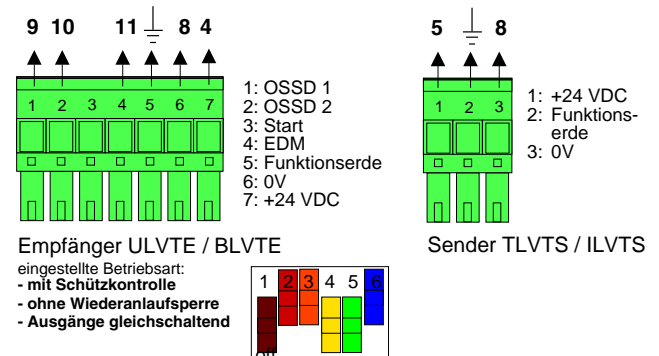 9 10 11 8 4
1 2 3 4 5 6 7
1: OSSD 1
2: OSSD 2
3: Start
4: EDM
5: Funktionserde
6: 0V
7: +24 VDC
Empfänger ULVTE / BLVTE
eingestellte Betriebsart:
- mit Schützkontrolle
- ohne Wiederanlaufsperre
- Ausgänge gleichschaltend
1 2 3 4 5 6
off
5 8
1 2 3
1: +24 VDC
2: Funktions-
erde
3: 0V
Sender TLVTS / ILVTS